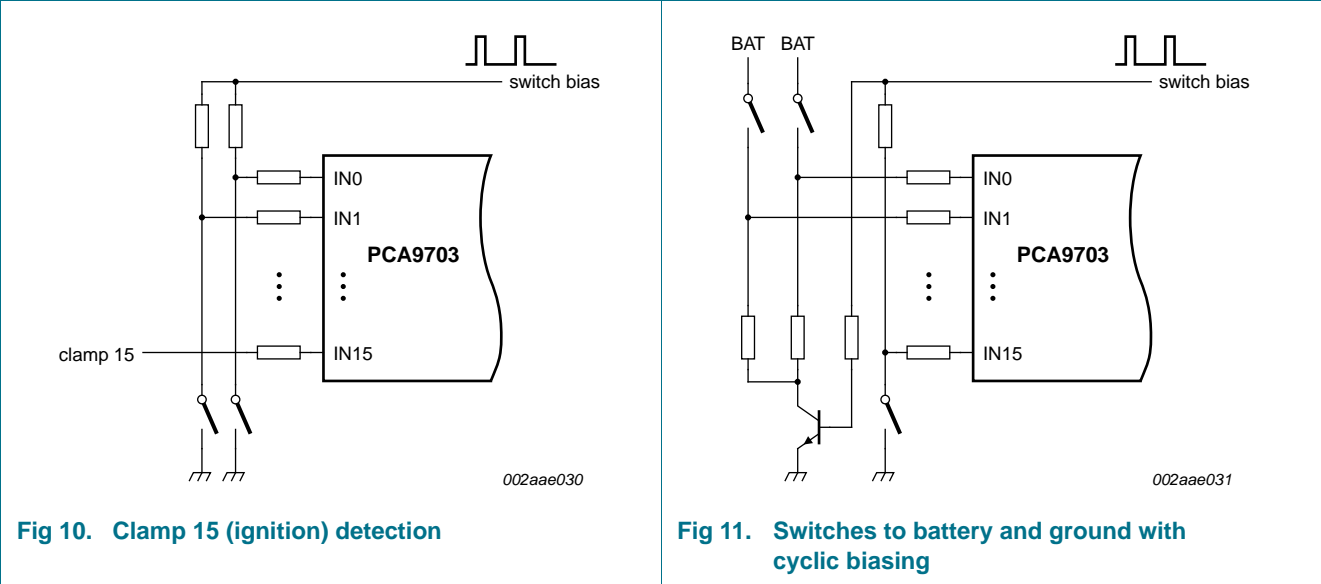 switch bias
IN0
IN1
PCA9703
clamp 15
IN15
002aae030
Fig 10. Clamp 15 (ignition) detection
BAT BAT
switch bias
IN0
IN1
PCA9703
IN15
002aae031
Fig 11. Switches to battery and ground with
cyclic biasing